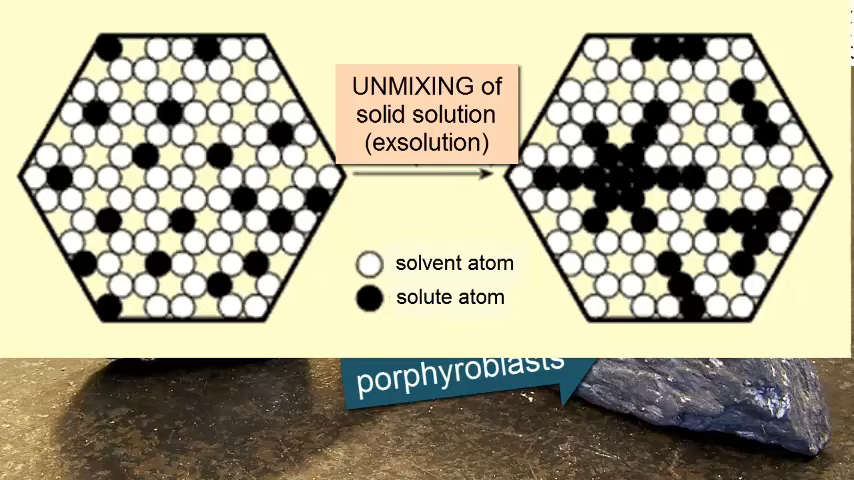 UNMIXING of
solid solution
(exsolution)
solvent atom
solute atom
porphyroblasts